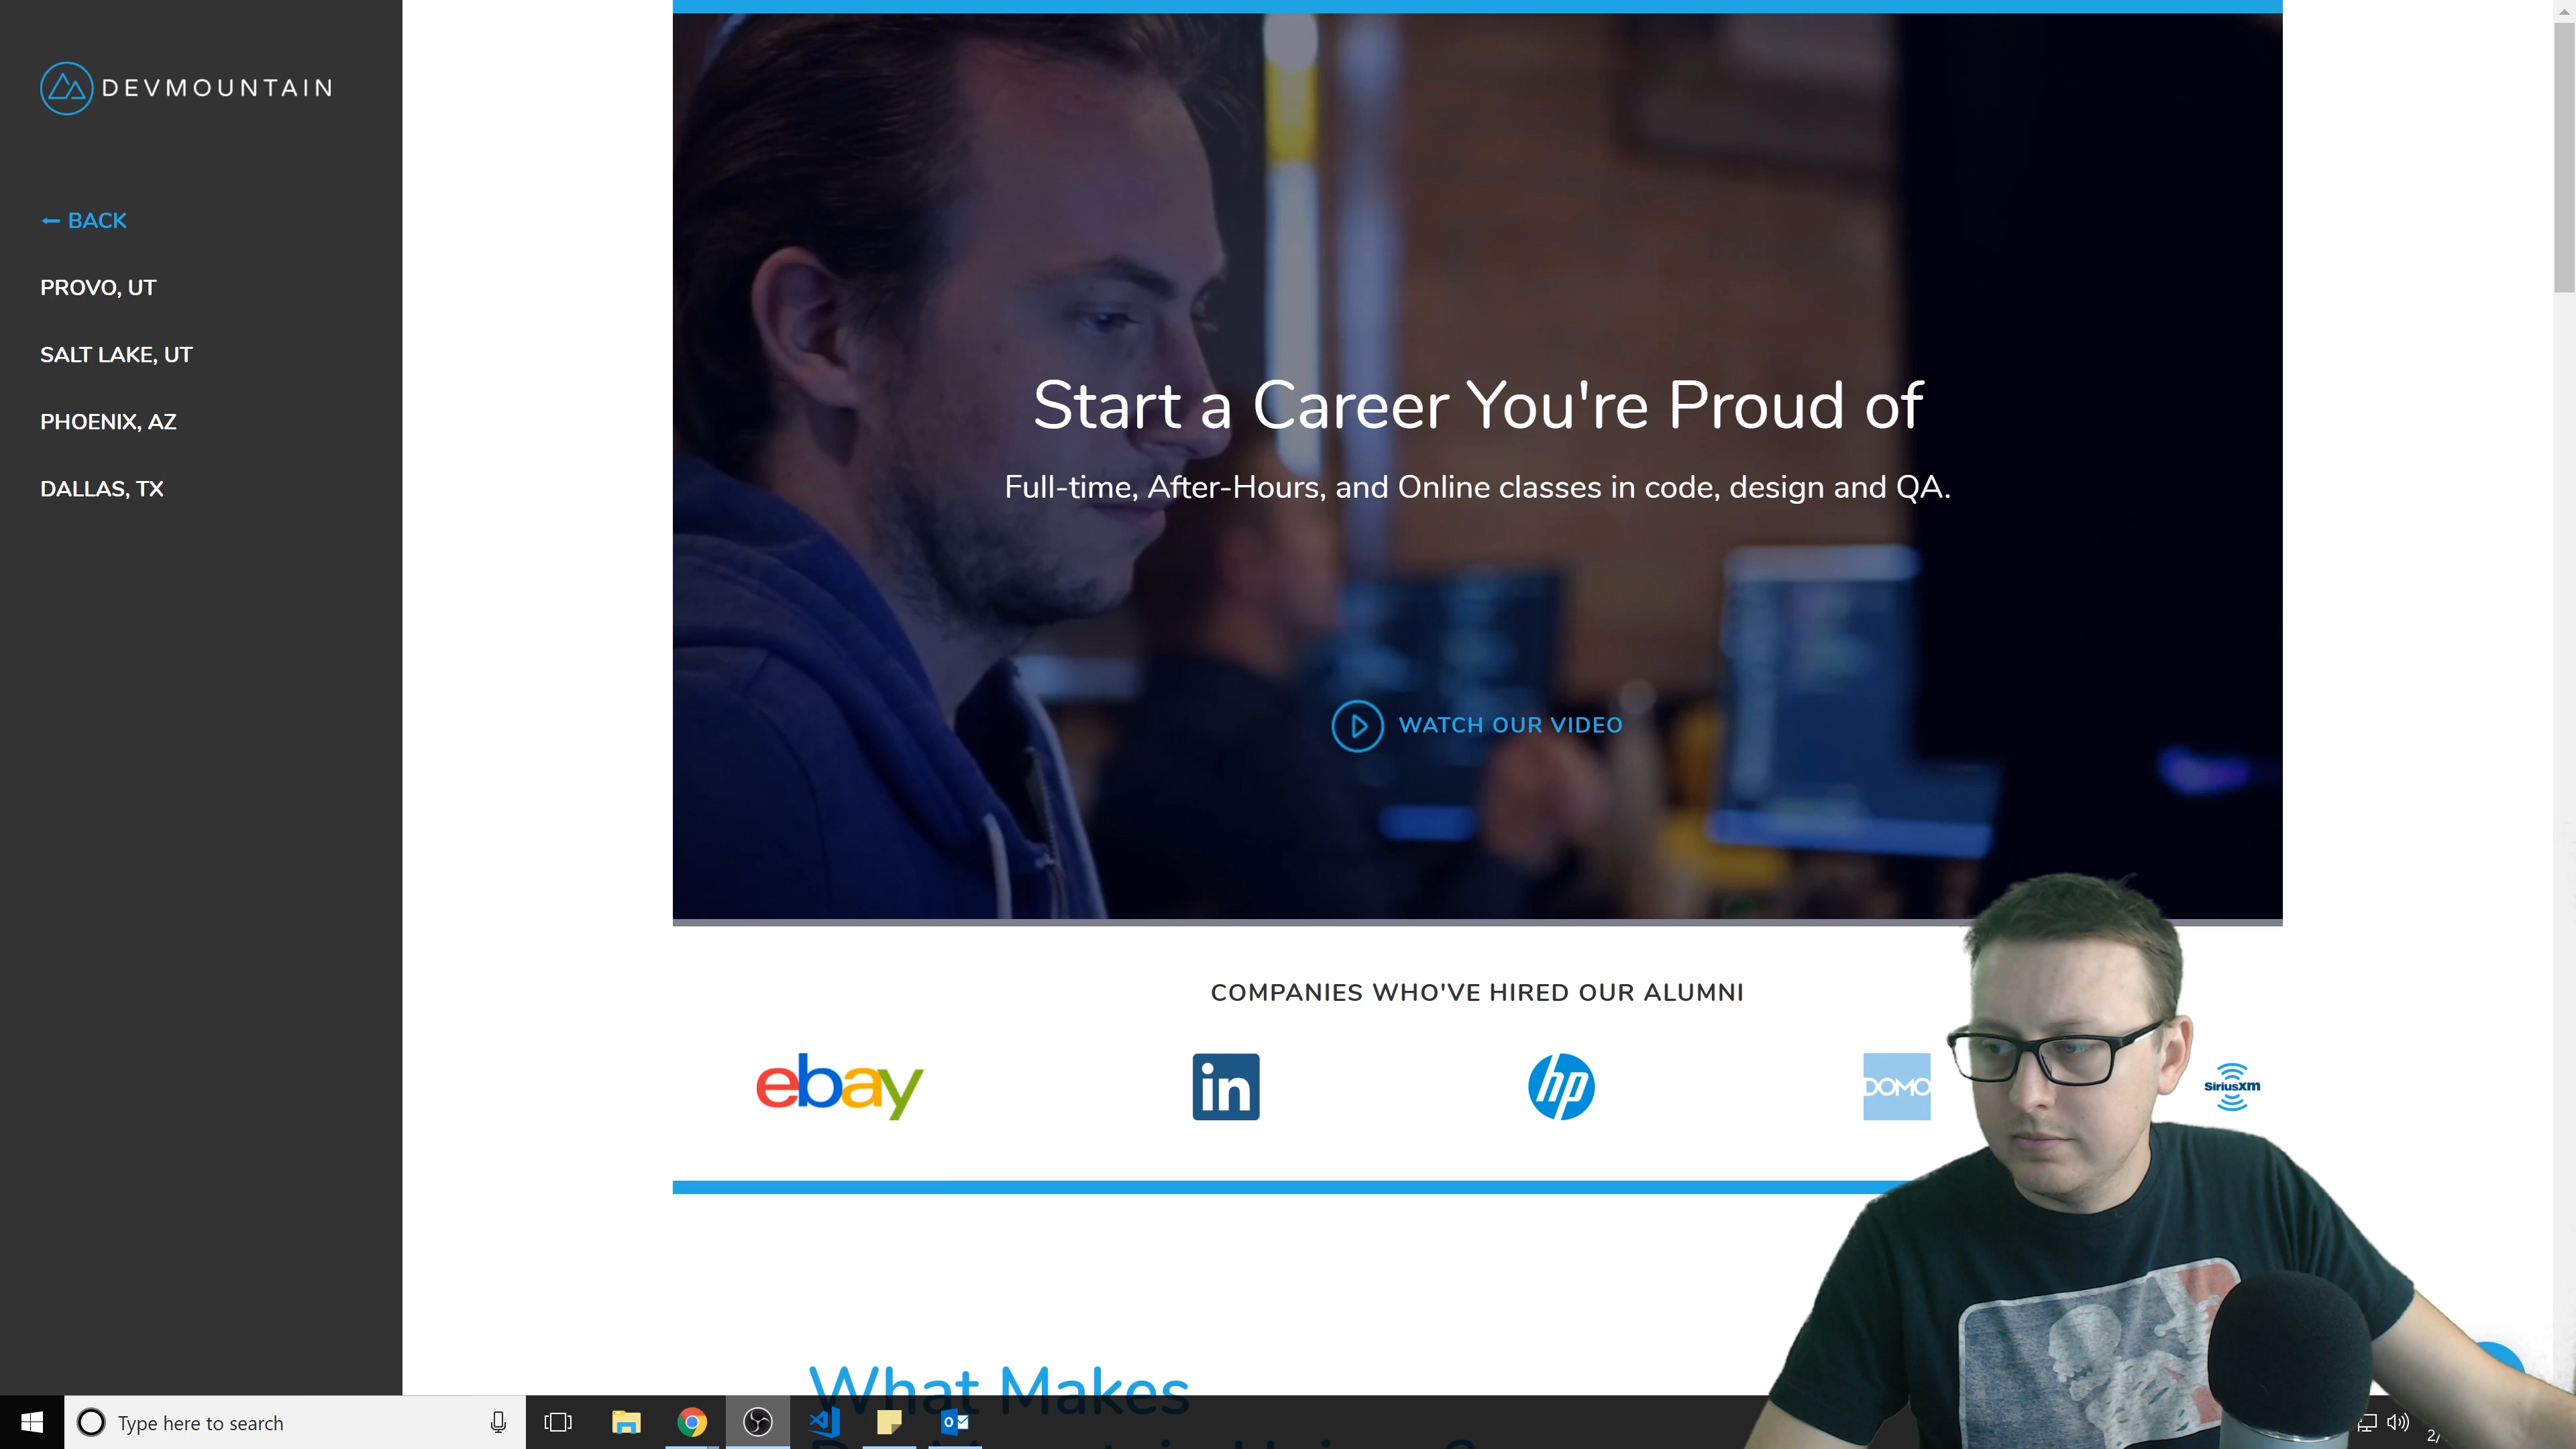 DEVMOUNTAIN
BACK
PROVO, UT
SALT LAKE, UT
PHOENIX, AZ
DALLAS, TX
Start a Career You're Proud of
Full-time, After-Hours, and Online classes in code, design and QA.
WATCH OUR VIDEO
COMPANIES WHO'VE HIRED OUR ALUMNI
ebay
in
hp
DOMO
SiriusXM
What Makes
Type here to search